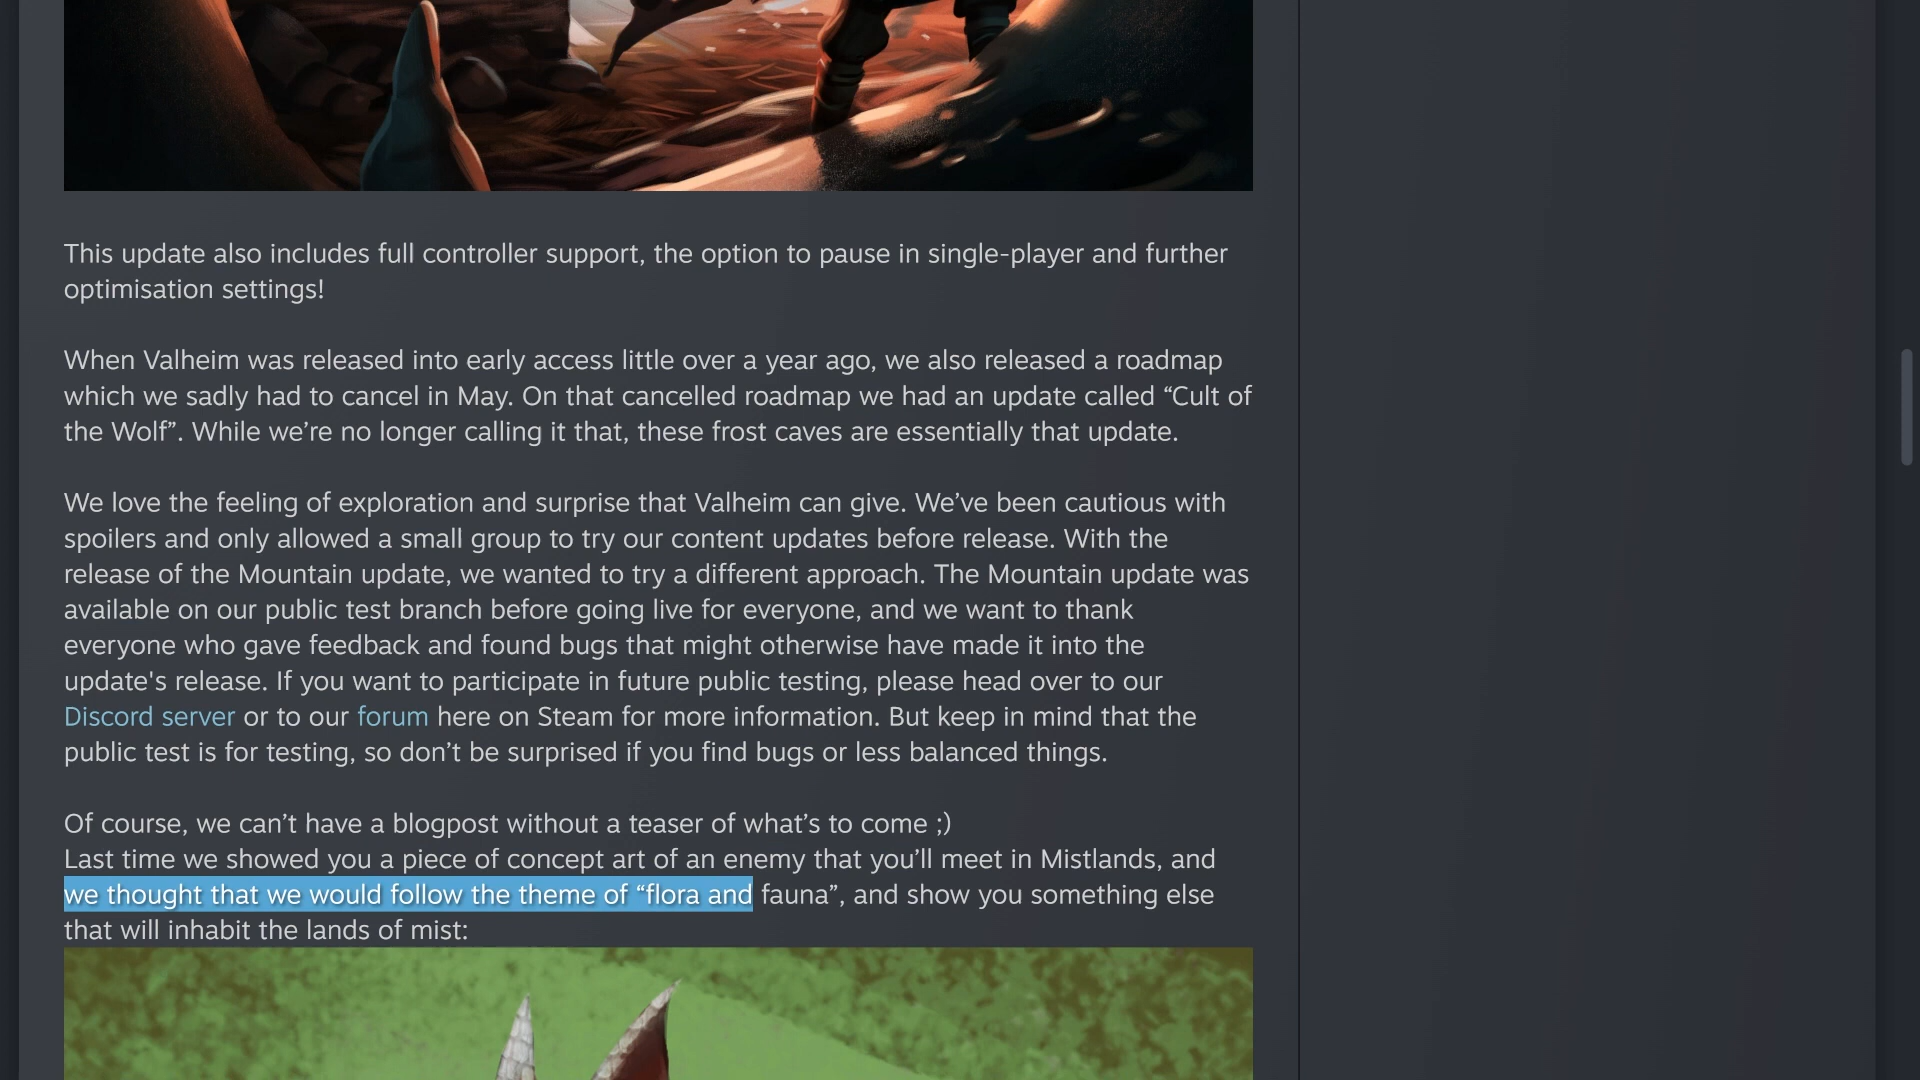 This update also includes full controller support, the option to pause in single-player and further
optimisation settings!
When Valheim was released into early access little over a year ago, we also released a roadmap
which we sadly had to cancel in May. On that cancelled roadmap we had an update called “Cult of
the Wolf”. While we’re no longer calling it that, these frost caves are essentially that update.
We love the feeling of exploration and surprise that Valheim can give. We’ve been cautious with
spoilers and only allowed a small group to try our content updates before release. With the
release of the Mountain update, we wanted to try a different approach. The Mountain update was
available on our public test branch before going live for everyone, and we want to thank
everyone who gave feedback and found bugs that might otherwise have made it into the
update's release. If you want to participate in future public testing, please head over to our
Discord server or to our forum here on Steam for more information. But keep in mind that the
public test is for testing, so don’t be surprised if you find bugs or less balanced things.
Of course, we can’t have a blogpost without a teaser of what’s to come ;)
Last time we showed you a piece of concept art of an enemy that you’ll meet in Mistlands, and
we thought that we would follow the theme of “flora and fauna”, and show you something else
that will inhabit the lands of mist: